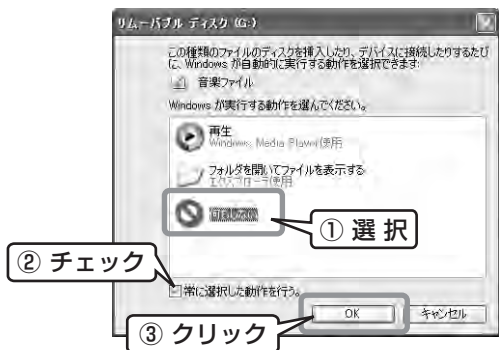 リムーバブル ディスク (G:)
この種類のファイルのディスクを挿入したり、デバイスに接続したりするたび
に、Windows が自動的に実行する動作を選択できます:
音楽ファイル
Windows が実行する動作を選んでください。
再生
Windows Media Player 使用
フォルダを開いてファイルを表示する
エクスプローラ使用
何もしない
① 選 択
② チェック
常に選択した動作を行う。
OK
キャンセル
③ クリック